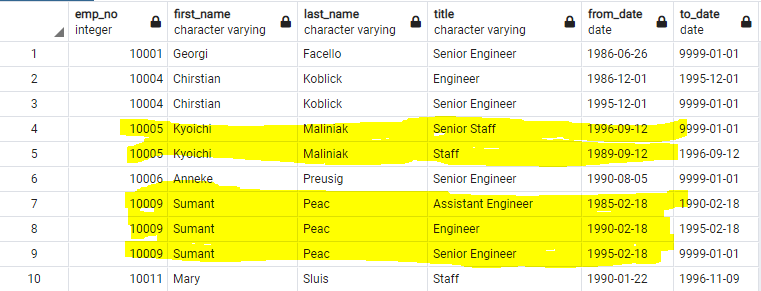 emp_no first_name last_name title from_date to_date
integer character varying character varying character varying date date
1 10001 Georgi Facello Senior Engineer 1986-06-26 9999-01-01
2 10004 Chirstian Koblick Engineer 1986-12-01 1995-12-01
3 10004 Chirstian Koblick Senior Engineer 1995-12-01 9999-01-01
4 10005 Kyoichi Maliniak Senior Staff 1996-09-12 9999-01-01
5 10005 Kyoichi Maliniak Staff 1989-09-12 1996-09-12
6 10006 Anneke Preusig Senior Engineer 1990-08-05 9999-01-01
7 10009 Sumant Peac Assistant Engineer 1985-02-18 1990-02-18
8 10009 Sumant Peac Engineer 1990-02-18 1995-02-18
9 10009 Sumant Peac Senior Engineer 1995-02-18 9999-01-01
10 10011 Mary Sluis Staff 1990-01-22 1996-11-09